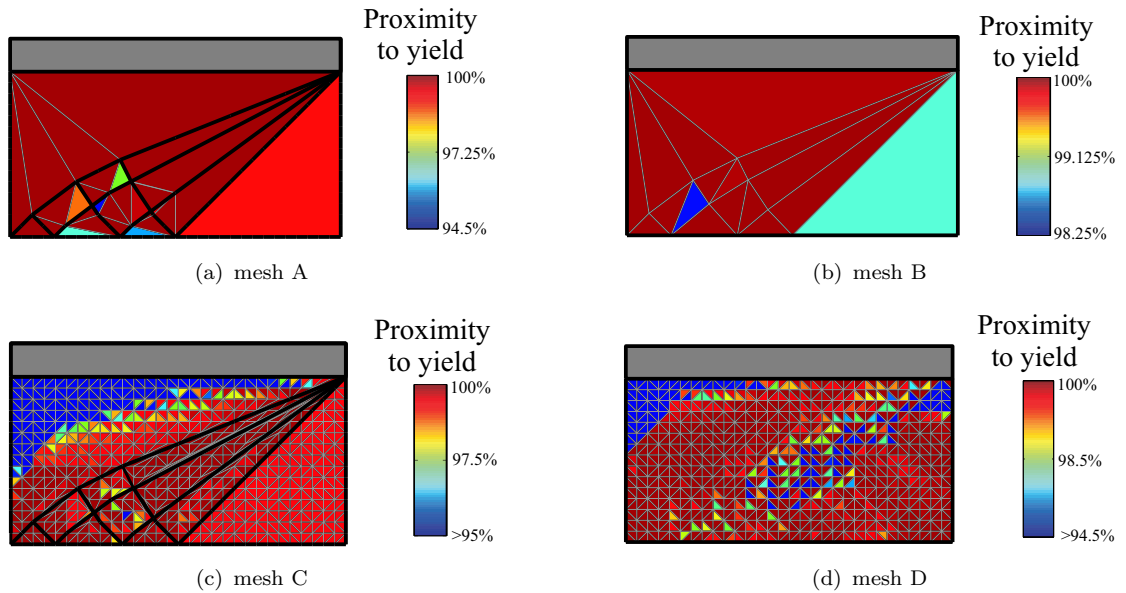 Proximity
to yield
100%
97.25%
94.5%
(a) mesh A
Proximity
to yield
100%
99.125%
98.25%
(b) mesh B
Proximity
to yield
100%
97.5%
>95%
(c) mesh C
Proximity
to yield
100%
98.5%
>94.5%
(d) mesh D